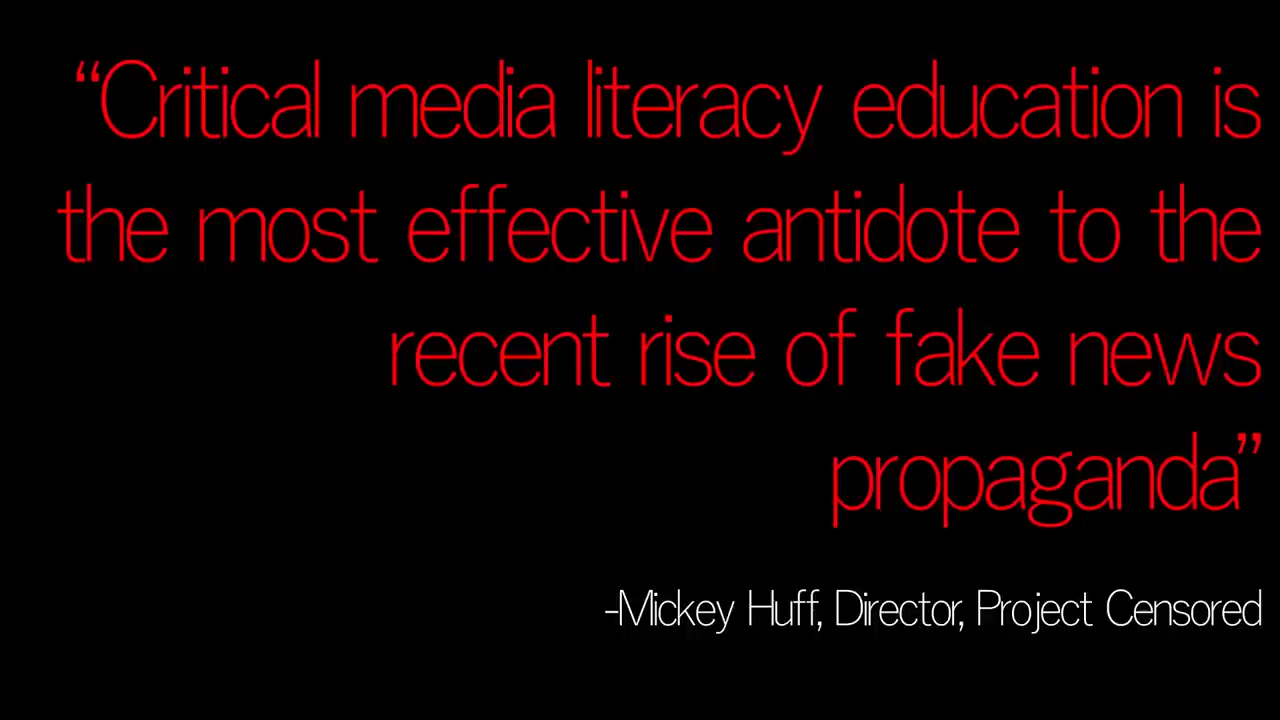 “Critical media literacy education is
the most effective antidote to the
recent rise of fake news
propaganda”
-Mickey Huff, Director, Project Censored